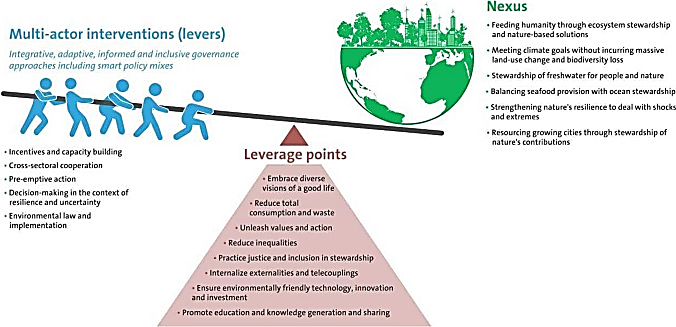 Multi-actor interventions (levers)
Integrative, adaptive, informed and inclusive governance
approaches including smart policy mixes
• Incentives and capacity building
• Cross-sectoral cooperation
• Pre-emptive action
• Decision-making in the context of
resilience and uncertainty
• Environmental law and
implementation
Leverage points
• Embrace diverse
visions of a good life
• Reduce total
consumption and waste
• Unleash values and action
• Reduce inequalities
• Practice justice and inclusion in stewardship
• Internalize externalities and telecouplings
• Ensure environmentally friendly technology, innovation
and investment
• Promote education and knowledge generation and sharing
Nexus
• Feeding humanity through ecosystem stewardship
and nature-based solutions
• Meeting climate goals without incurring massive
land-use change and biodiversity loss
• Stewardship of freshwater for people and nature
• Balancing seafood provision with ocean stewardship
• Strengthening nature's resilience to deal with shocks
and extremes
• Resourcing growing cities through stewardship of
nature's contributions